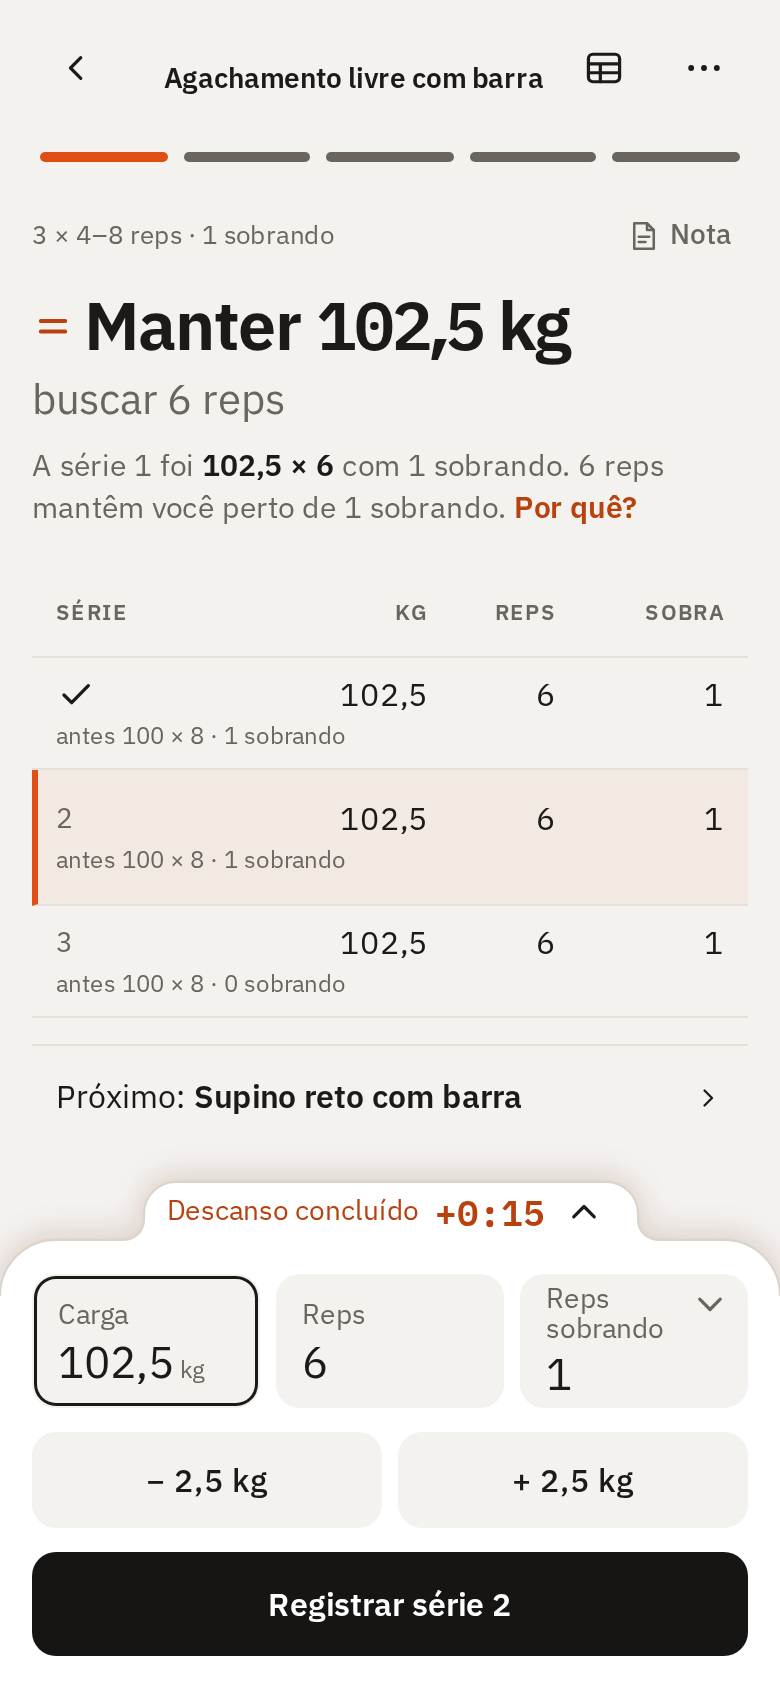 Agachamento livre com barra
3 × 4–8 reps · 1 sobrando
Nota
= Manter 102,5 kg
buscar 6 reps
A série 1 foi 102,5 × 6 com 1 sobrando. 6 reps
mantêm você perto de 1 sobrando. Por quê?
SÉRIE KG REPS SOBRA
102,5 6 1
antes 100 × 8 · 1 sobrando
2 102,5 6 1
antes 100 × 8 · 1 sobrando
3 102,5 6 1
antes 100 × 8 · 0 sobrando
Próximo: Supino reto com barra
Descanso concluído +0:15
Carga
102,5 kg
Reps
6
Reps
sobrando
1
− 2,5 kg
+ 2,5 kg
Registrar série 2